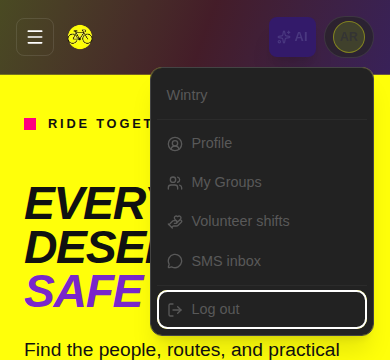 AI
AR
Wintry
RIDE TOGET
Profile
My Groups
EVERY
Volunteer shifts
DESE
SMS inbox
SAFE
Log out
Find the people, routes, and practical